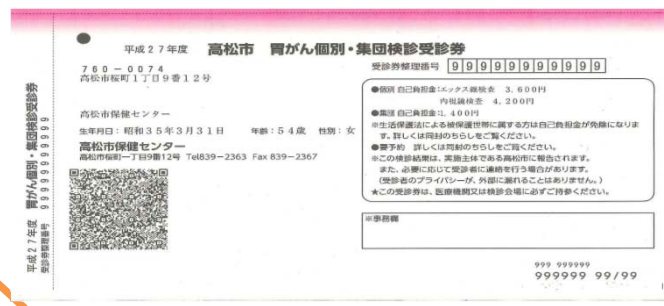 平成27年度 高松市 胃がん個別・集団検診受診券
760-0074
高松市桜町1丁目9番12号
高松市保健センター
生年月日：昭和35年3月31日 年齢：54歳 性別：女
高松市保健センター
高松市桜町一丁目9番12号 Tel839-2363 Fax 839-2367
受診券整理番号 999999999999
●個別 自己負担金:エックス線検査 3,600円
内視鏡検査 4,200円
●集団 自己負担金:1,400円
※生活保護法による被保護世帯に属する方は自己負担金が免除になりま
す。詳しくは同封のちらしをご覧ください。
●要予約 詳しくは同封のちらしをご覧ください。
※この検診結果は、実施主体である高松市に報告されます。
また、必要に応じて受診者に連絡を行う場合があります。
(受診者のプライバシーが、外部に漏れることはありません。)
★この受診券は、医療機関又は検診会場に必ずご持参ください。
※事務欄
999 999999
999999 99/99
平成27年度 胃がん個別・集団検診受診券
受診券整理番号 999999999999